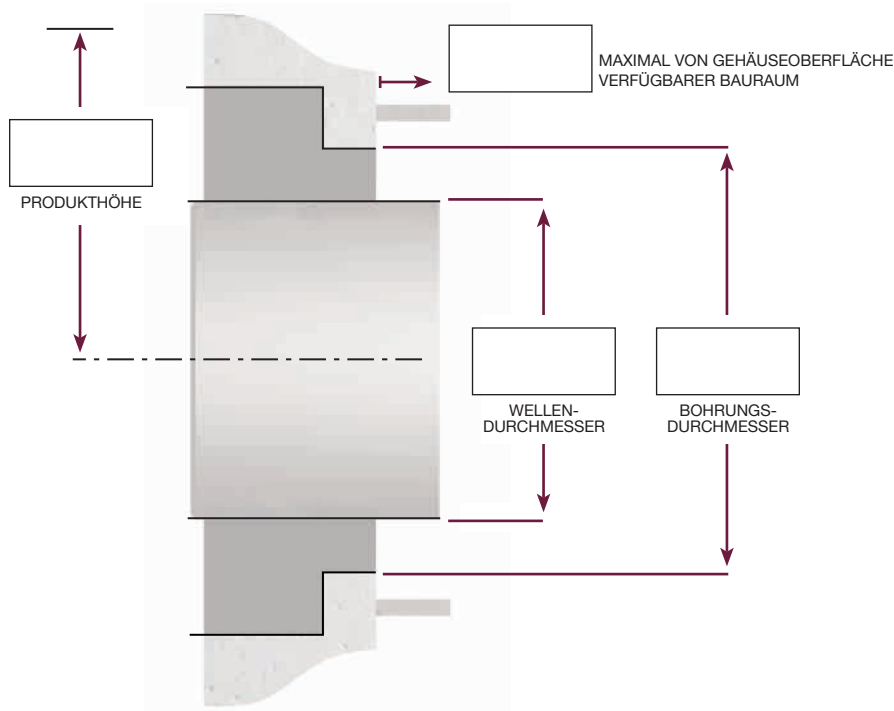 MAXIMAL VON GEHÄUSEOBERFLÄCHE
VERFÜGBARER BAURAUM
PRODUKTHÖHE
WELLEN-
DURCHMESSER
BOHRUNGS-
DURCHMESSER